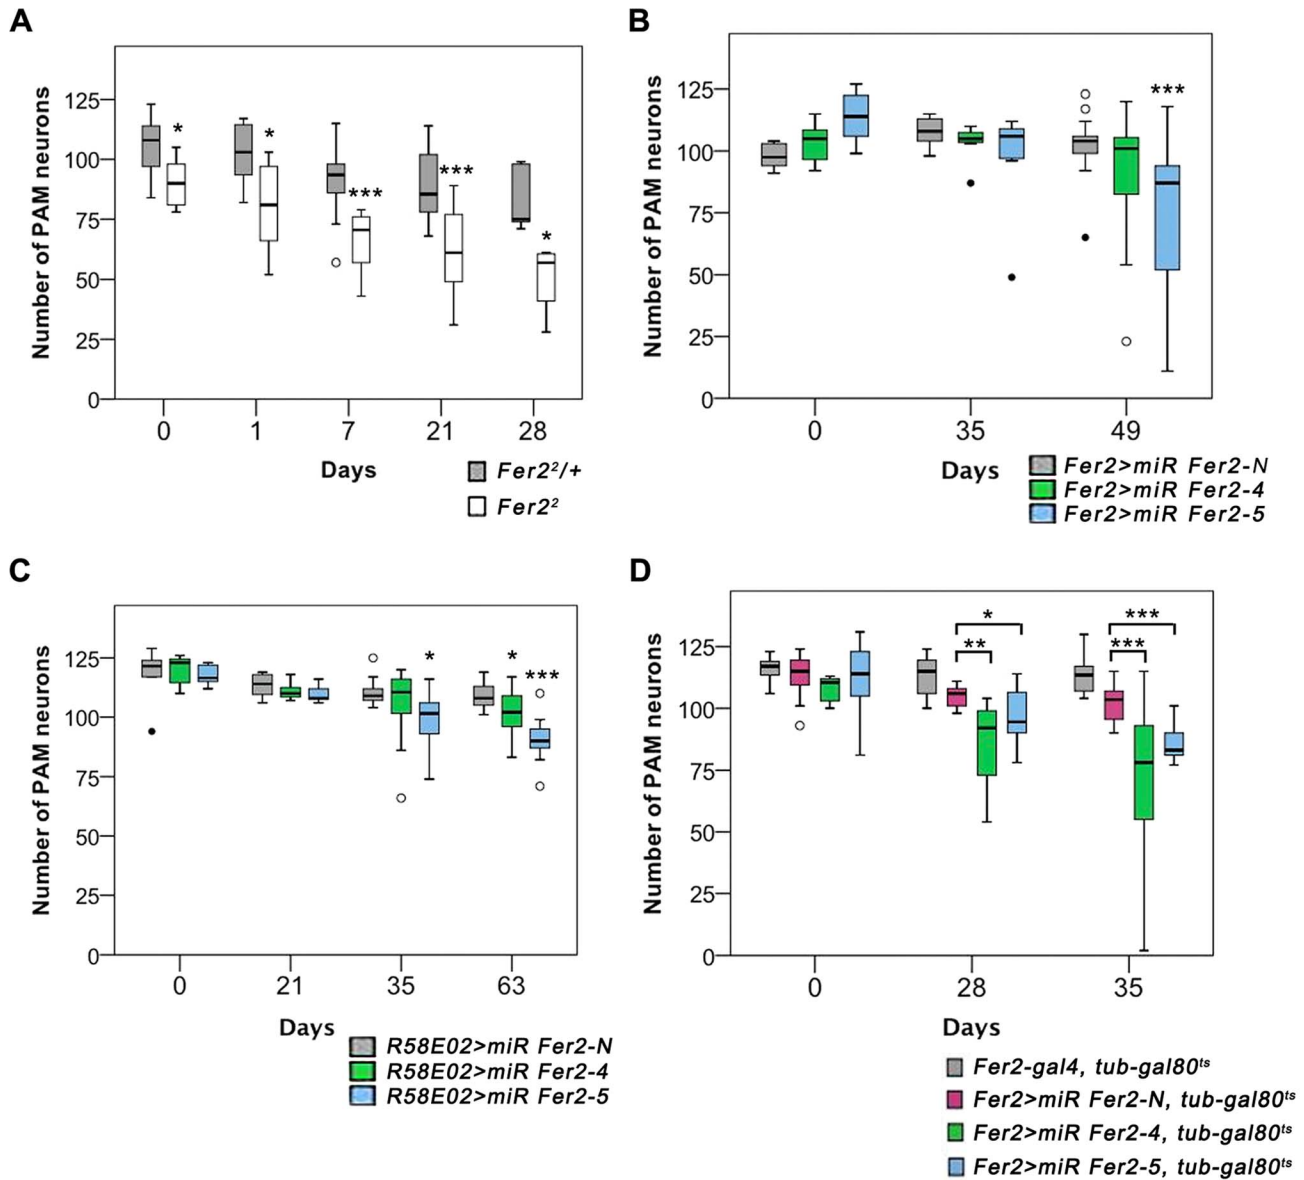 A
Number of PAM neurons
125
100
75
50
25
0
* * *** *** *
0 1 7 21 28
Days
Fer2²/+
Fer2²
B
Number of PAM neurons
125
100
75
50
25
0
***
0 35 49
Days
Fer2>miR Fer2-N
Fer2>miR Fer2-4
Fer2>miR Fer2-5
C
Number of PAM neurons
125
100
75
50
25
0
* * ***
0 21 35 63
Days
R58E02>miR Fer2-N
R58E02>miR Fer2-4
R58E02>miR Fer2-5
D
Number of PAM neurons
125
100
75
50
25
0
* ***
** ***
0 28 35
Days
Fer2-gal4, tub-gal80ᵗˢ
Fer2>miR Fer2-N, tub-gal80ᵗˢ
Fer2>miR Fer2-4, tub-gal80ᵗˢ
Fer2>miR Fer2-5, tub-gal80ᵗˢ